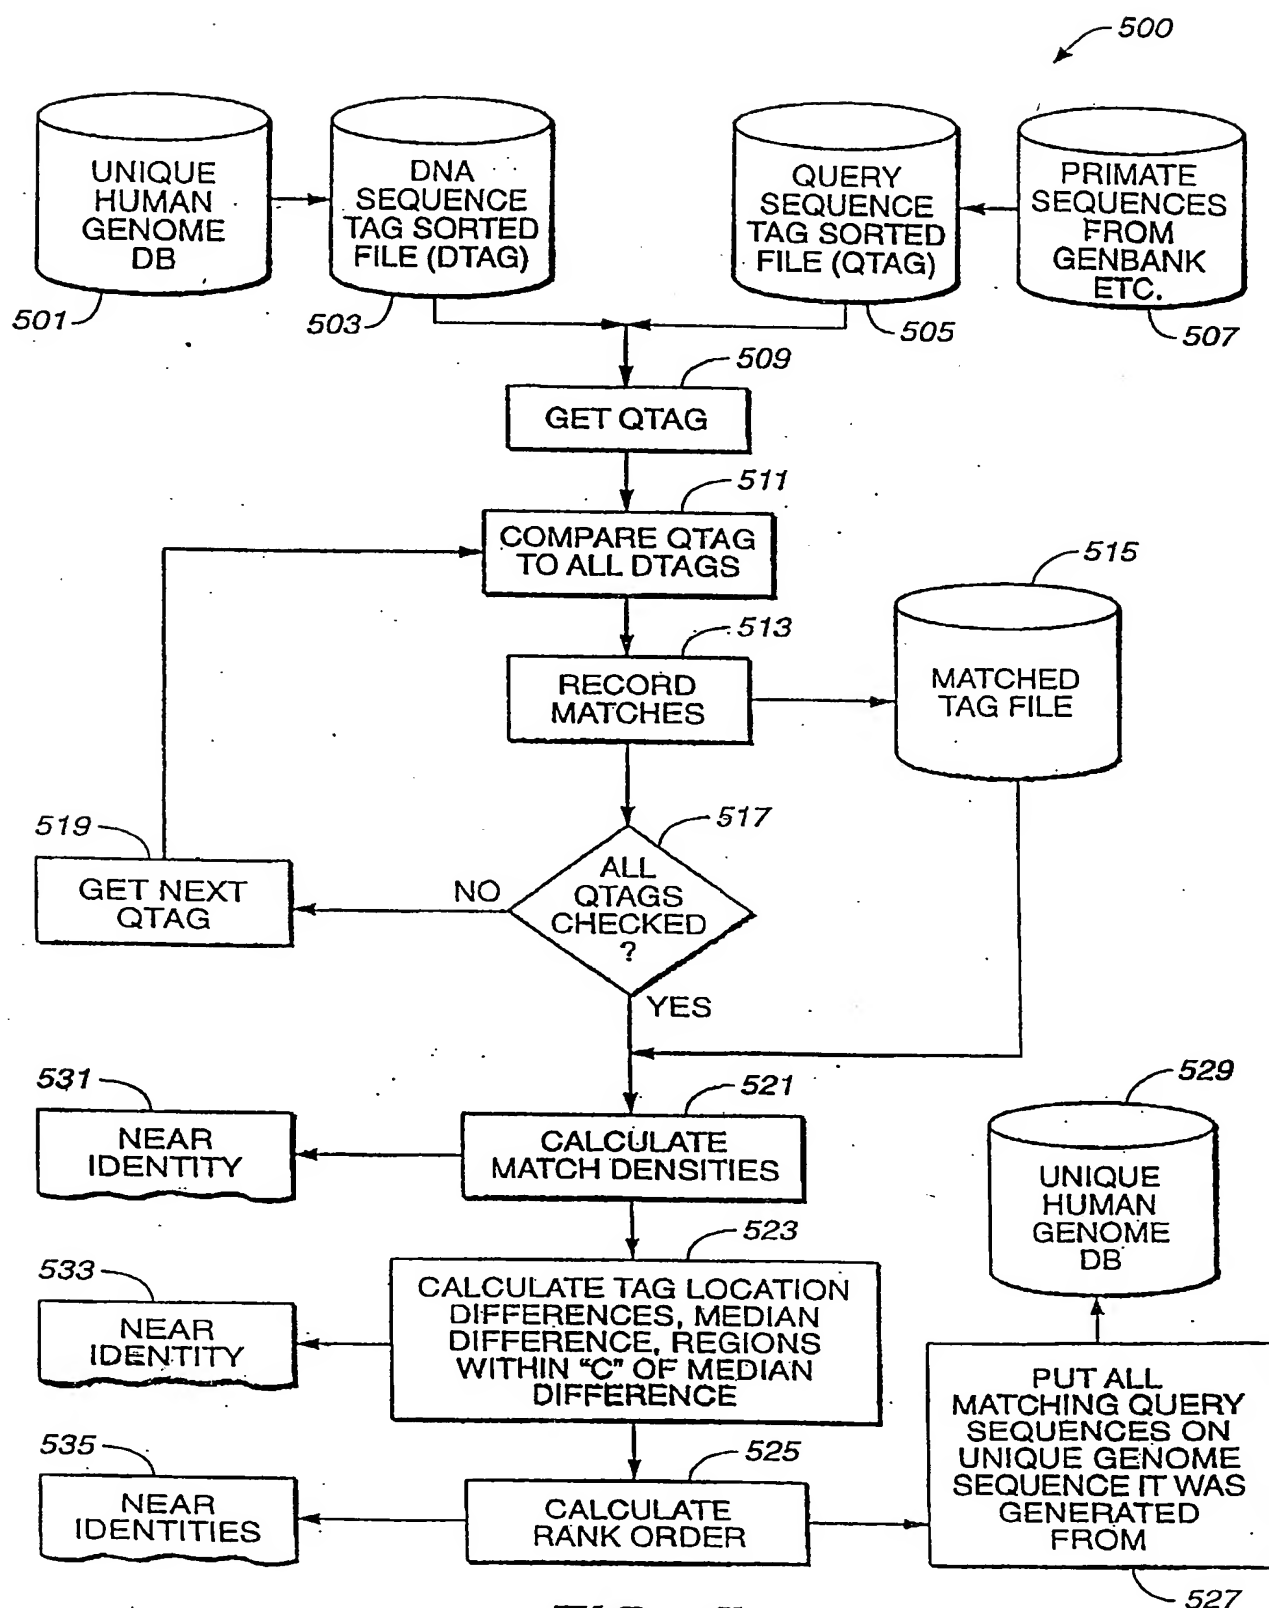 500
UNIQUE
HUMAN
GENOME
DB
501
DNA
SEQUENCE
TAG SORTED
FILE (DTAG)
503
QUERY
SEQUENCE
TAG SORTED
FILE (QTAG)
505
PRIMATE
SEQUENCES
FROM
GENBANK
ETC.
507
509
GET QTAG
511
COMPARE QTAG
TO ALL DTAGS
513
RECORD
MATCHES
515
MATCHED
TAG FILE
517
ALL
QTAGS
CHECKED
?
NO
519
GET NEXT
QTAG
YES
521
CALCULATE
MATCH DENSITIES
531
NEAR
IDENTITY
523
CALCULATE TAG LOCATION
DIFFERENCES, MEDIAN
DIFFERENCE, REGIONS
WITHIN "C" OF MEDIAN
DIFFERENCE
533
NEAR
IDENTITY
525
CALCULATE
RANK ORDER
535
NEAR
IDENTITIES
529
UNIQUE
HUMAN
GENOME
DB
PUT ALL
MATCHING QUERY
SEQUENCES ON
UNIQUE GENOME
SEQUENCE IT WAS
GENERATED
FROM
527